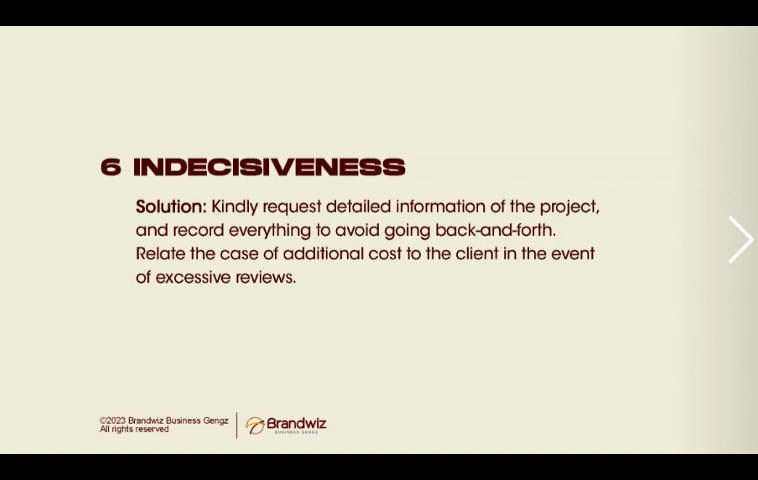 6 INDECISIVENESS
Solution: Kindly request detailed information of the project,
and record everything to avoid going back-and-forth.
Relate the case of additional cost to the client in the event
of excessive reviews.
©2023 Brandwiz Business Gengz
All rights reserved
Brandwiz
BUSINESS GENGZ